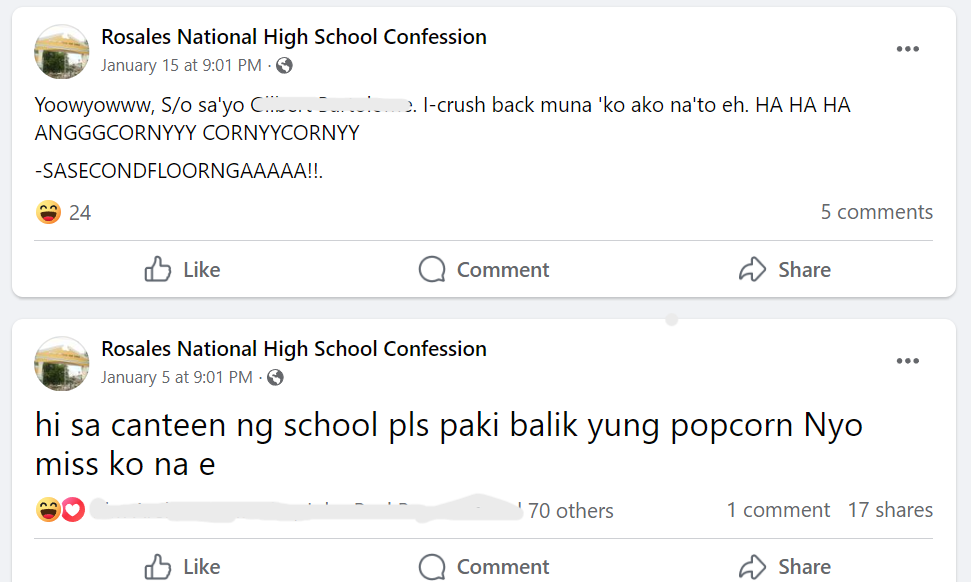 Rosales National High School Confession
January 15 at 9:01 PM ·
Yoowyowww, S/o sa'yo . I-crush back muna 'ko ako na'to eh. HA HA HA
ANGGGCORNYYY CORNYYCORNYY
-SASECONDFLOORNGAAAAA!!.
24
5 comments
Like Comment Share
Rosales National High School Confession
January 5 at 9:01 PM ·
hi sa canteen ng school pls paki balik yung popcorn Nyo
miss ko na e
70 others 1 comment 17 shares
Like Comment Share